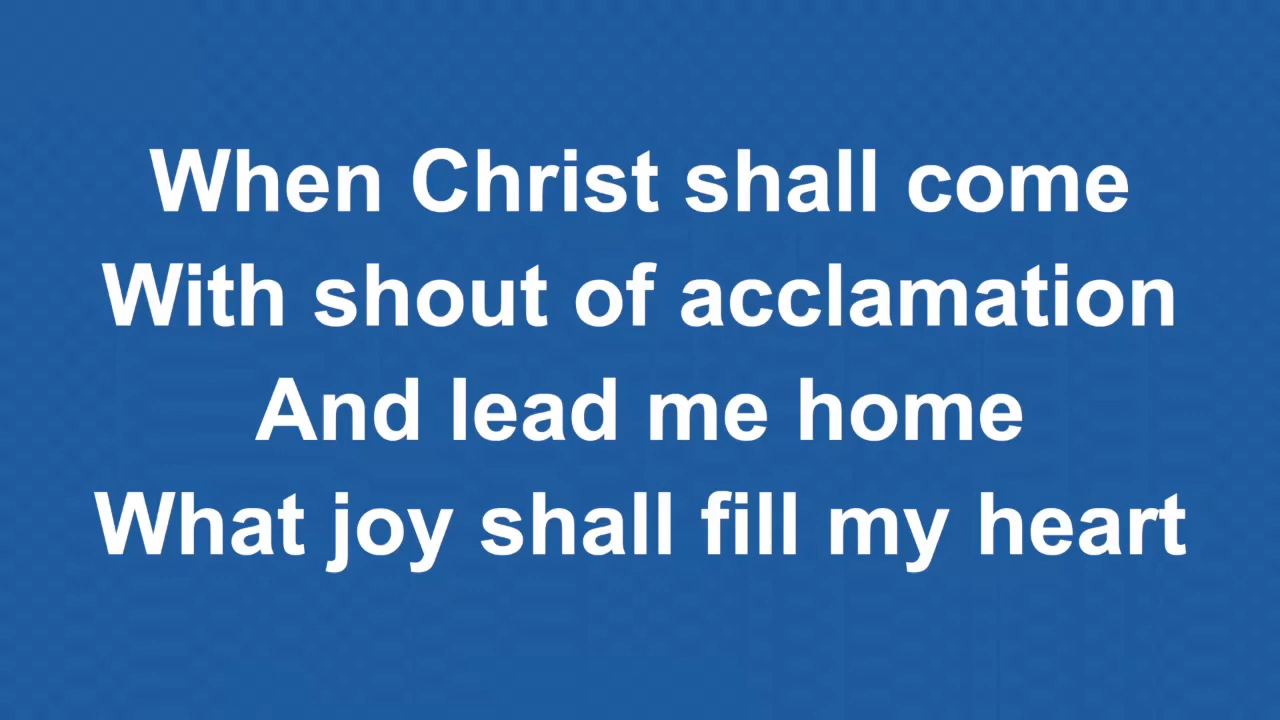 When Christ shall come
With shout of acclamation
And lead me home
What joy shall fill my heart